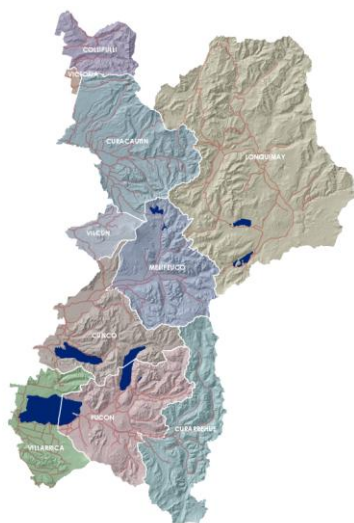 COLLIPULLI
VICTORIA
CURACAUTIN
LONQUIMAY
VILCUN
MELIPEUCO
CUNCO
PUCON
CURARREHUE
VILLARRICA